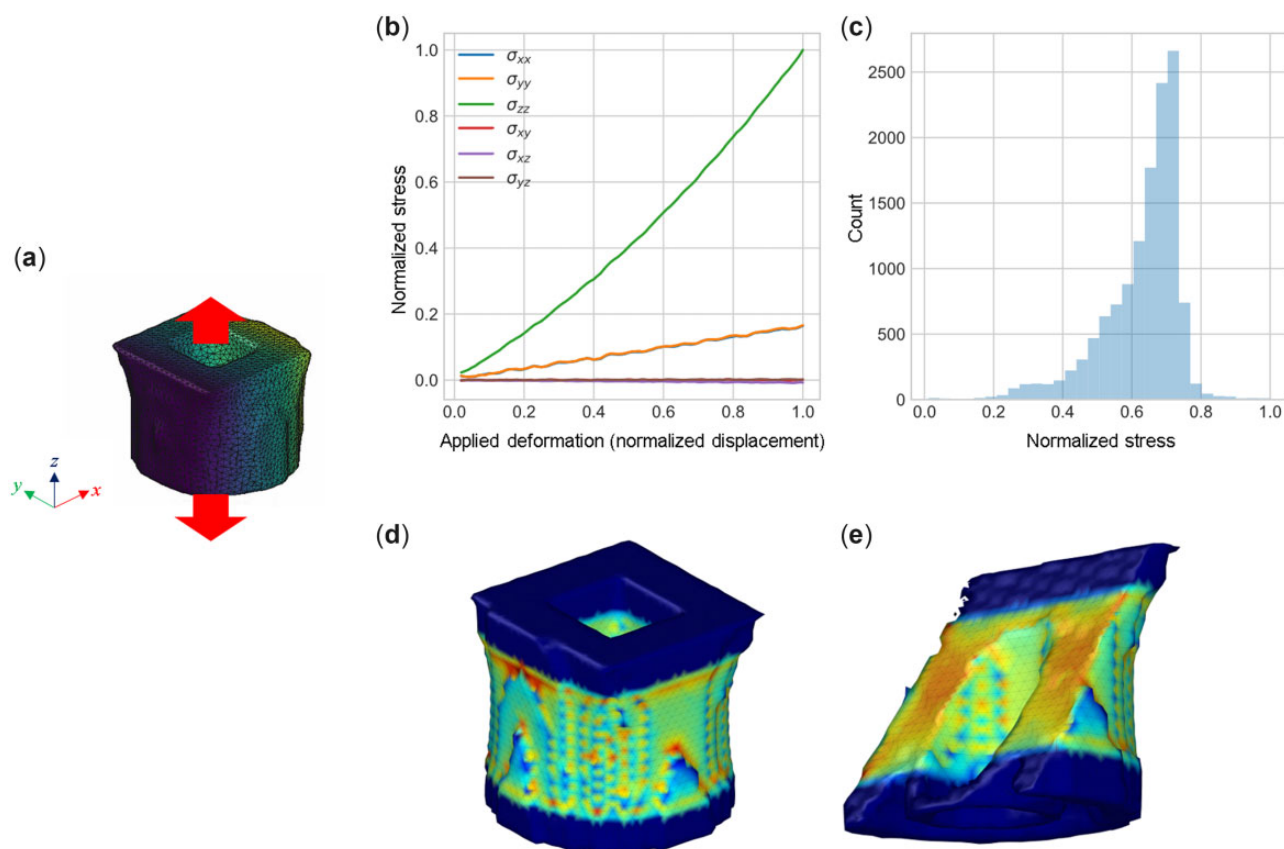 (a)
z
y
x
(b)
1.0
0.8
0.6
0.4
0.2
0.0
Normalized stress
σxx
σyy
σzz
σxy
σxz
σyz
0.0 0.2 0.4 0.6 0.8 1.0
Applied deformation (normalized displacement)
(c)
2500
2000
1500
1000
500
0
Count
0.0 0.2 0.4 0.6 0.8 1.0
Normalized stress
(d)
(e)